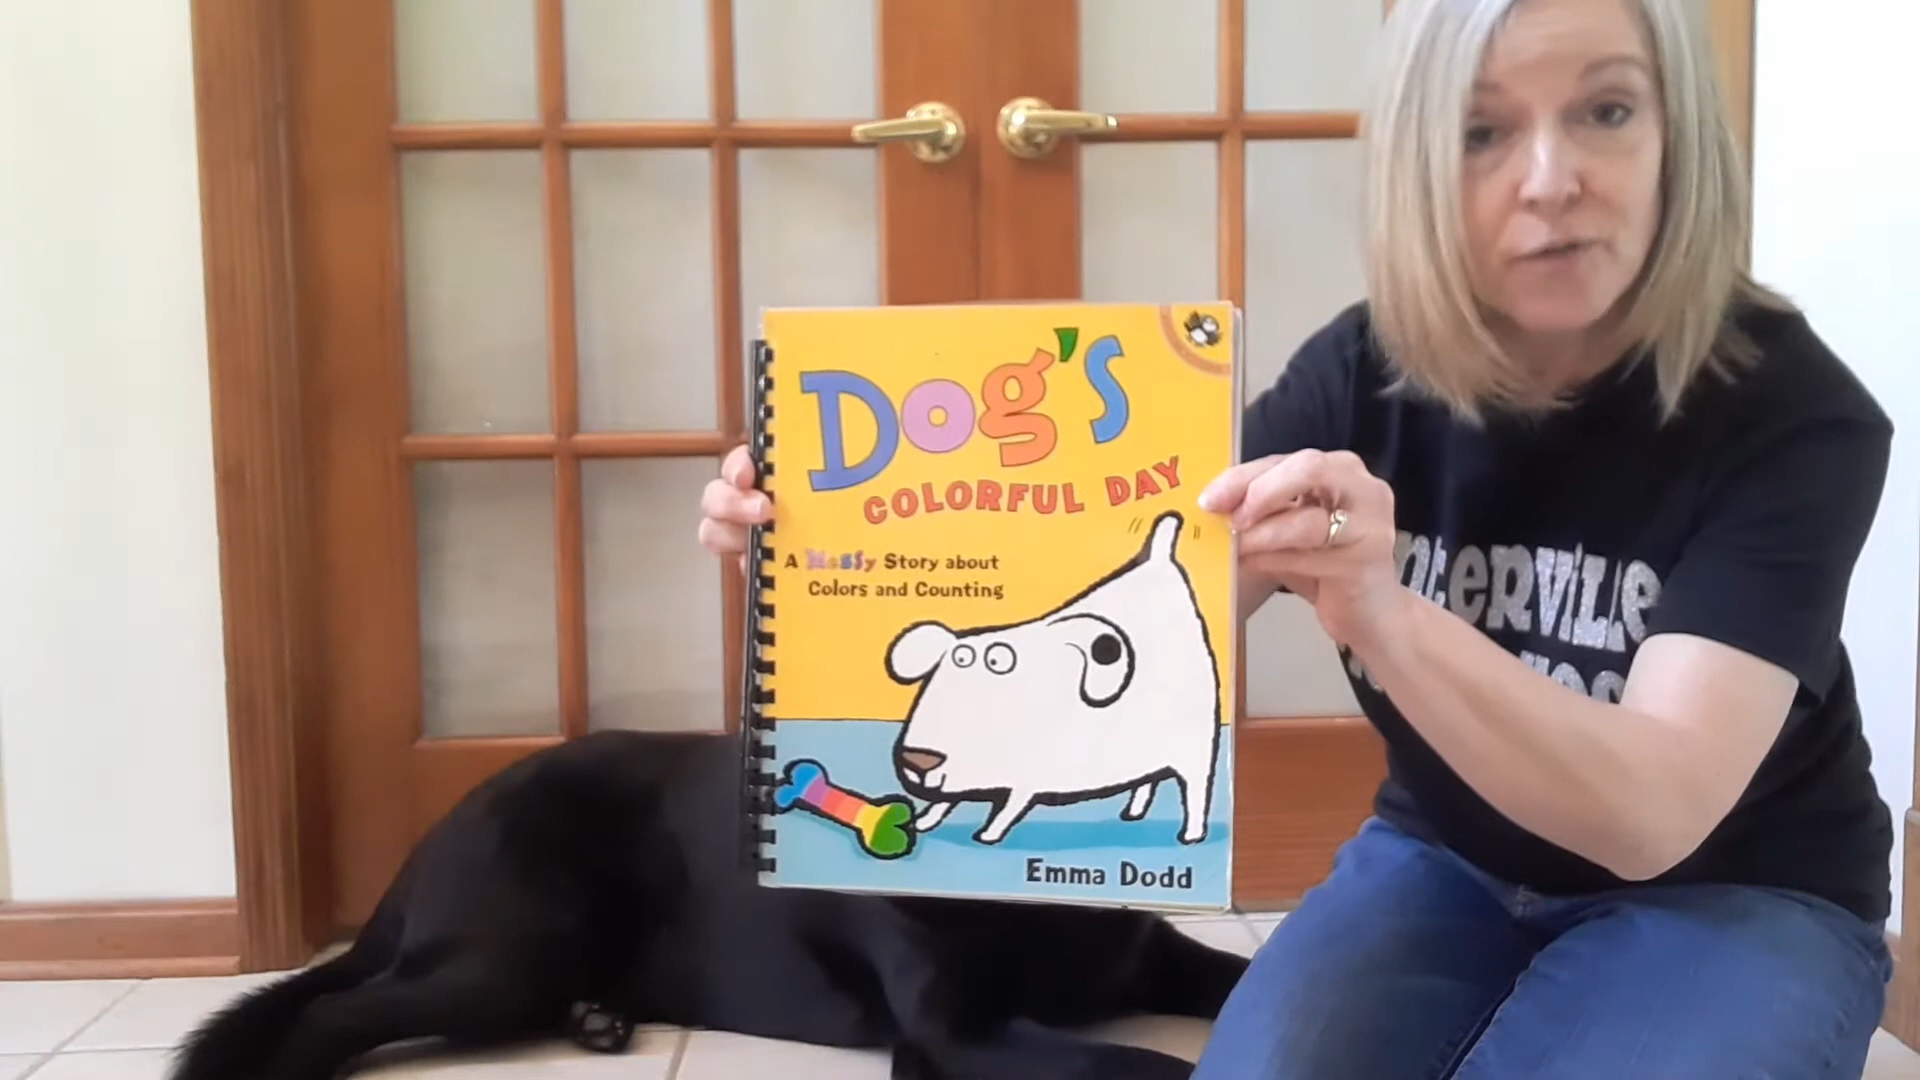 Dog's
COLORFUL DAY
A Messy Story about
Colors and Counting
Emma Dodd